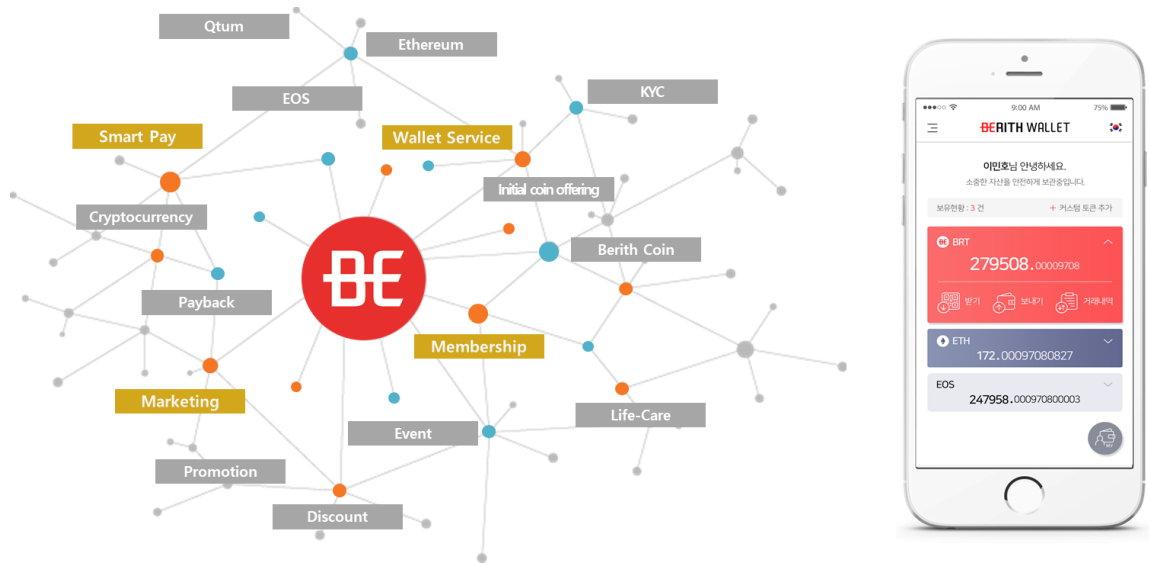 Qtum
Ethereum
EOS
KYC
Smart Pay
Wallet Service
Initial coin offering
Cryptocurrency
Berith Coin
Payback
BE
Membership
Marketing
Life-Care
Event
Promotion
Discount
9:00 AM
75%
BERITH WALLET
이민호님 안녕하세요.
소중한 자산을 안전하게 보관중입니다.
보유현황 : 3 건
+ 커스텀 토큰 추가
BRT
279508.00009708
받기
보내기
거래내역
ETH
172.00097080827
EOS
247958.000970800003